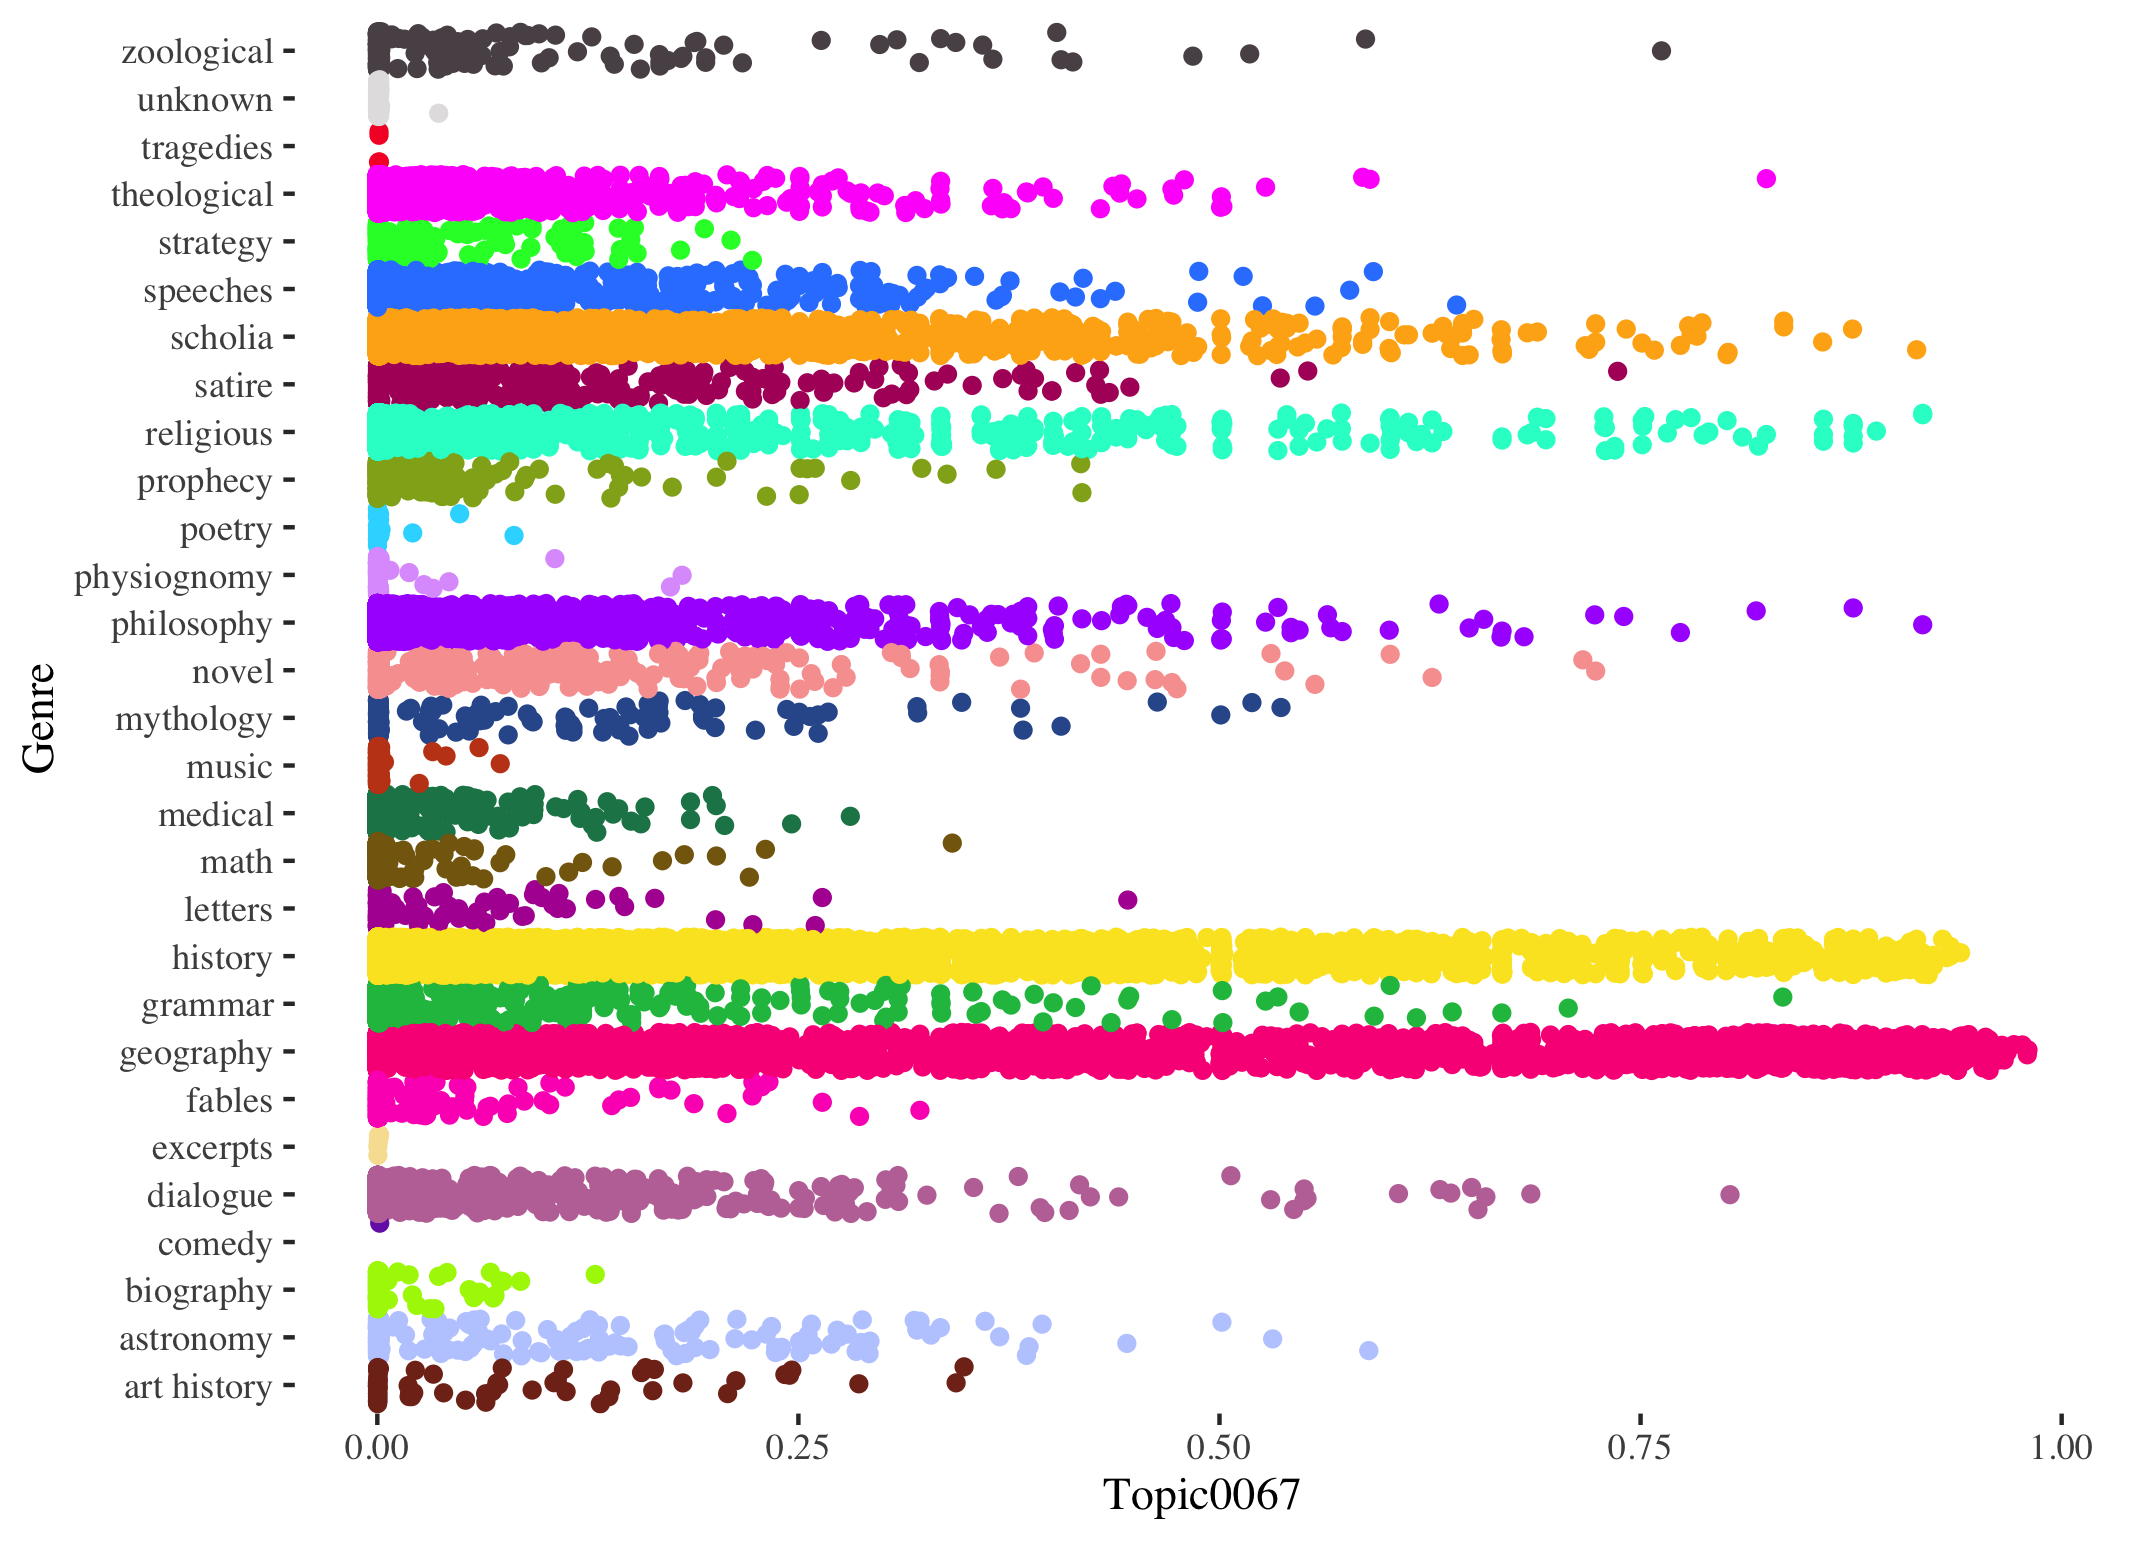 Genre
zoological
unknown
tragedies
theological
strategy
speeches
scholia
satire
religious
prophecy
poetry
physiognomy
philosophy
novel
mythology
music
medical
math
letters
history
grammar
geography
fables
excerpts
dialogue
comedy
biography
astronomy
art history
0.00 0.25 0.50 0.75 1.00
Topic0067